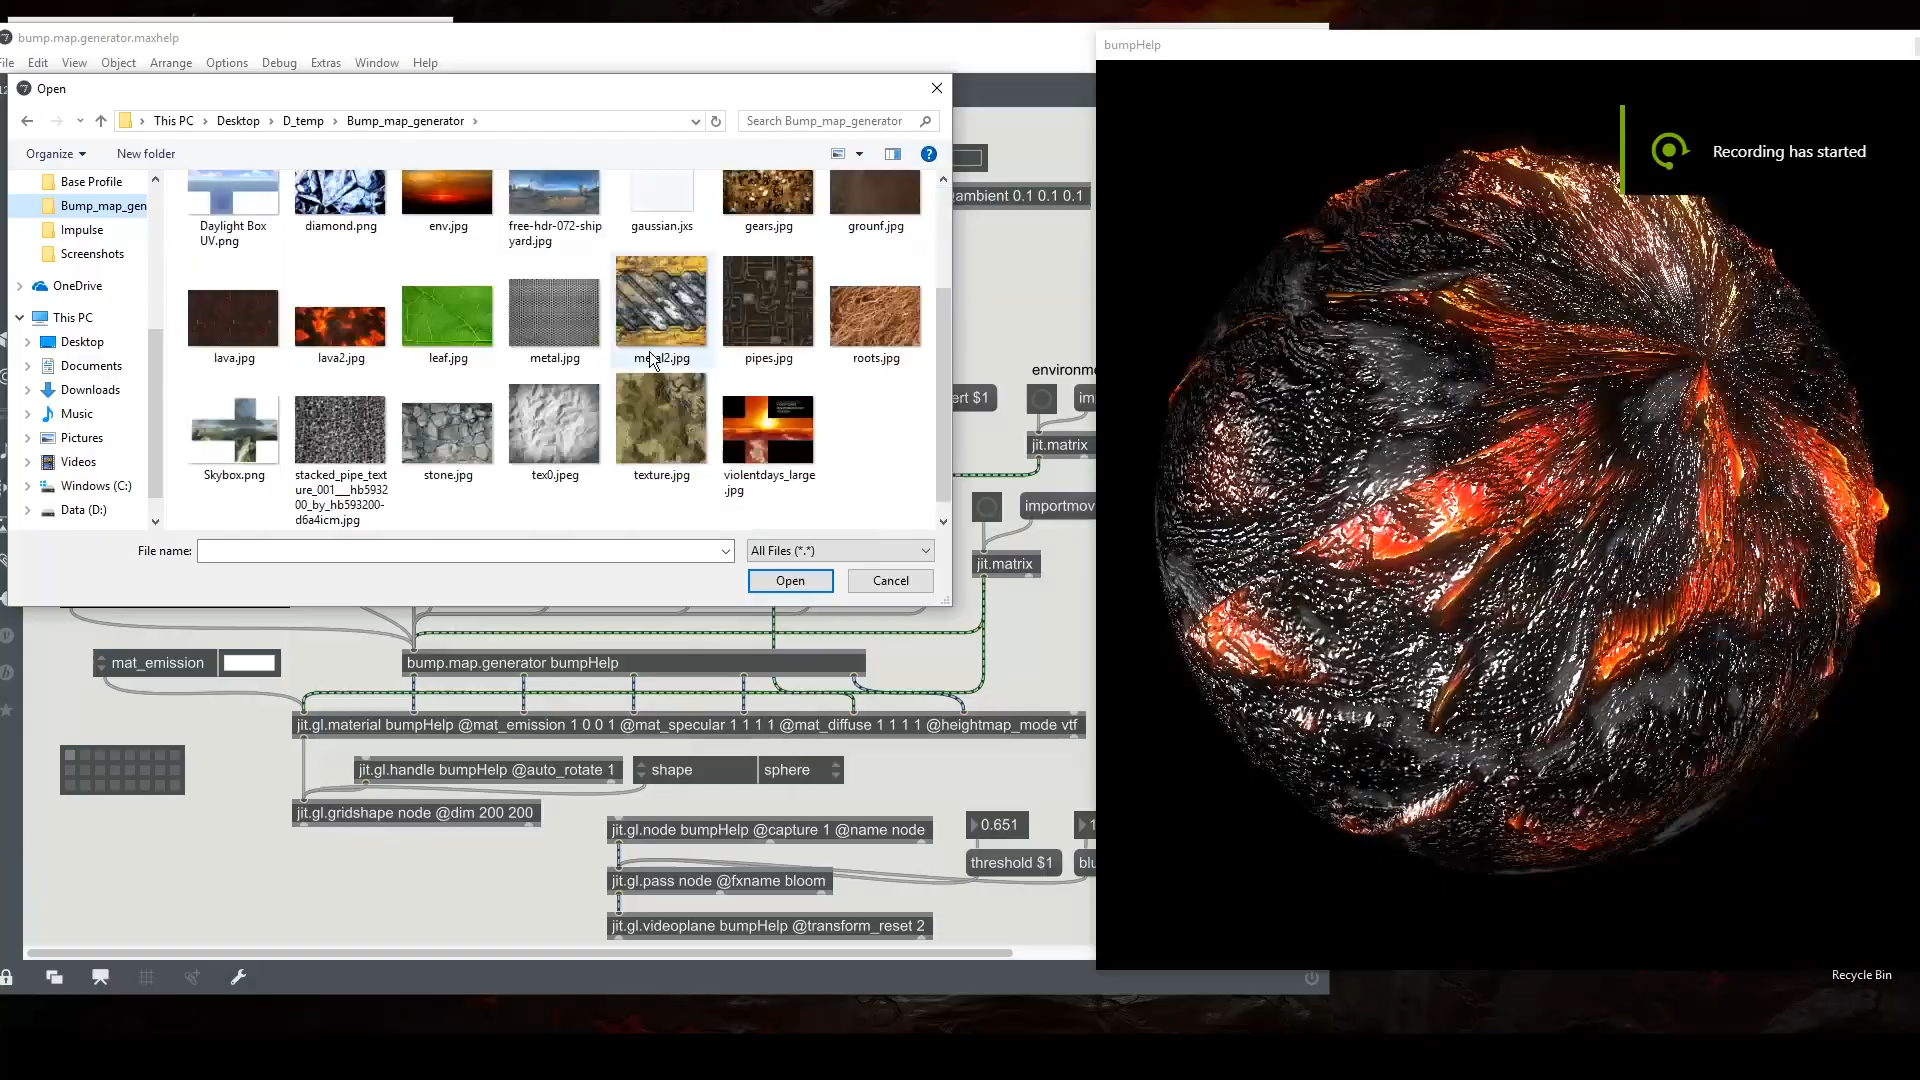 bump.map.generator.maxhelp
File Edit View Object Arrange Options Debug Extras Window Help
Open
This PC > Desktop > D_temp > Bump_map_generator >
Search Bump_map_generator
Organize
New folder
Base Profile
Bump_map_gen
Impulse
Screenshots
OneDrive
This PC
Desktop
Documents
Downloads
Music
Pictures
Videos
Windows (C:)
Data (D:)
Daylight Box
UV.png
diamond.png
env.jpg
free-hdr-072-ship
yard.jpg
gaussian.jxs
gears.jpg
grounf.jpg
lava.jpg
lava2.jpg
leaf.jpg
metal.jpg
metal2.jpg
pipes.jpg
roots.jpg
Skybox.png
stacked_pipe_text
ure_001__hb5932
00_by_hb593200-
d6a4icm.jpg
stone.jpg
tex0.jpeg
texture.jpg
violentdays_large
.jpg
File name:
All Files (*.*)
Open
Cancel
ambient 0.1 0.1 0.1
environme
ert $1
im
jit.matrix
importmov
jit.matrix
mat_emission
bump.map.generator bumpHelp
jit.gl.material bumpHelp @mat_emission 1 0 0 1 @mat_specular 1 1 1 1 @mat_diffuse 1 1 1 1 @heightmap_mode vtf
jit.gl.handle bumpHelp @auto_rotate 1
shape
sphere
jit.gl.gridshape node @dim 200 200
jit.gl.node bumpHelp @capture 1 @name node
0.651
1
threshold $1
blu
jit.gl.pass node @fxname bloom
jit.gl.videoplane bumpHelp @transform_reset 2
bumpHelp
Recording has started
Recycle Bin